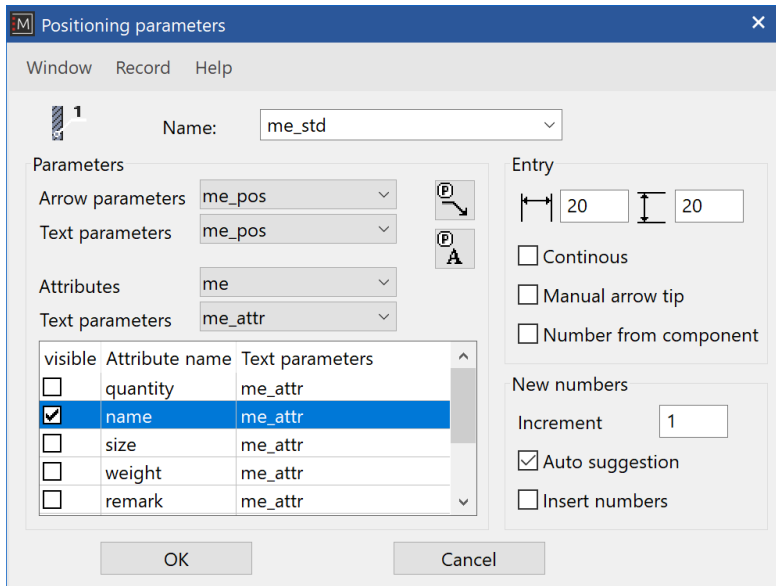 M Positioning parameters
Window Record Help
1
Name: me_std
Parameters
Arrow parameters me_pos
Text parameters me_pos
P
P
A
Attributes me
Text parameters me_attr
visible Attribute name Text parameters
quantity me_attr
name me_attr
size me_attr
weight me_attr
remark me_attr
Entry
20 20
Continous
Manual arrow tip
Number from component
New numbers
Increment 1
Auto suggestion
Insert numbers
OK Cancel